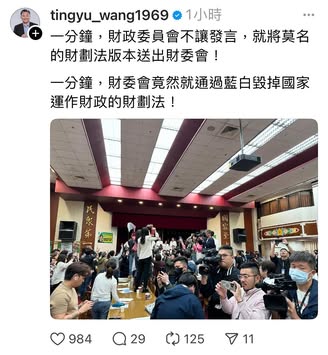 tingyu_wang1969 1小時
一分鐘，財政委員會不讓發言，就將莫名
的財劃法版本送出財委會！
一分鐘，財委會竟然就通過藍白毀掉國家
運作財政的財劃法！
民眾第一
984 29 125 11